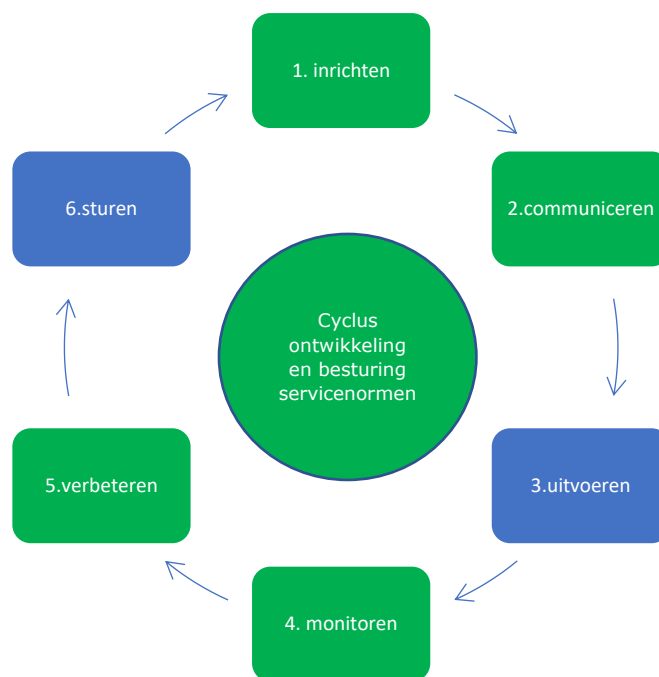 1. inrichten
2.communiceren
3.uitvoeren
4. monitoren
5.verbeteren
6.sturen
Cyclus
ontwikkeling
en besturing
servicenormen